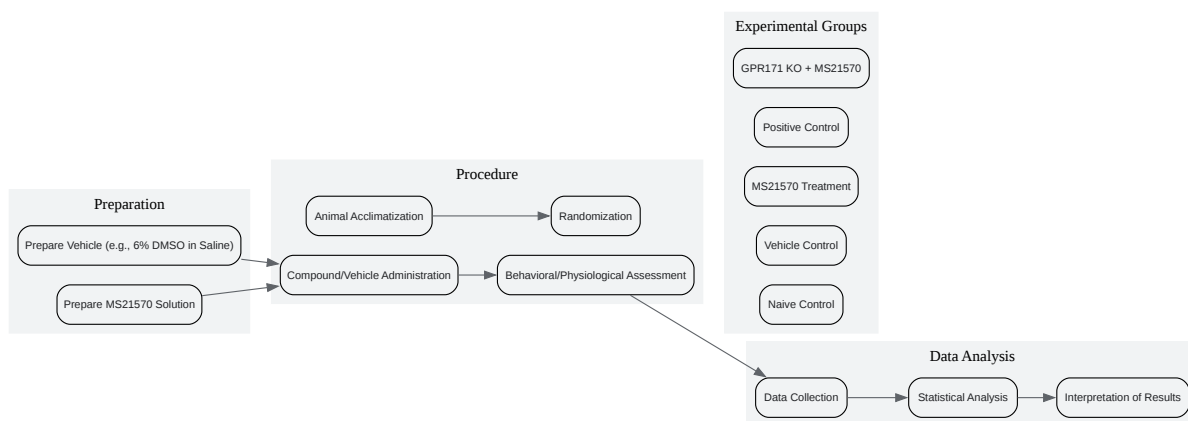 Experimental Groups
GPR171 KO + MS21570
Positive Control
MS21570 Treatment
Vehicle Control
Naive Control
Procedure
Animal Acclimatization
Randomization
Compound/Vehicle Administration
Behavioral/Physiological Assessment
Preparation
Prepare Vehicle (e.g., 6% DMSO in Saline)
Prepare MS21570 Solution
Data Analysis
Data Collection
Statistical Analysis
Interpretation of Results